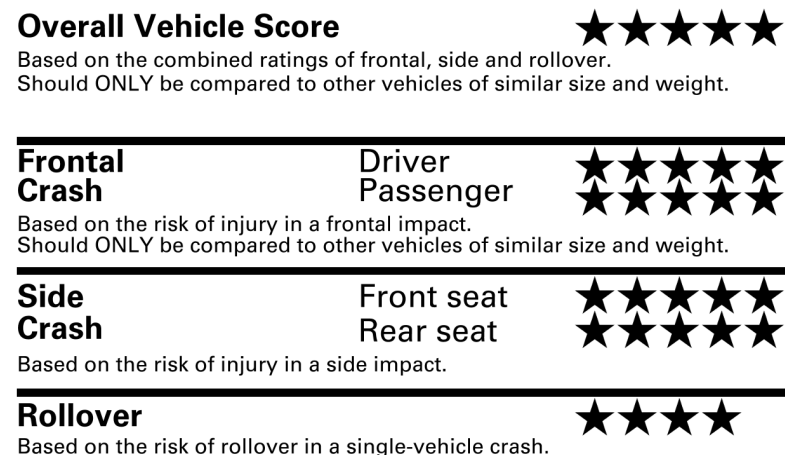 Overall Vehicle Score ★★★★★
Based on the combined ratings of frontal, side and rollover.
Should ONLY be compared to other vehicles of similar size and weight.
Frontal Driver ★★★★★
Crash Passenger ★★★★★
Based on the risk of injury in a frontal impact.
Should ONLY be compared to other vehicles of similar size and weight.
Side Front seat ★★★★★
Crash Rear seat ★★★★★
Based on the risk of injury in a side impact.
Rollover ★★★★
Based on the risk of rollover in a single-vehicle crash.